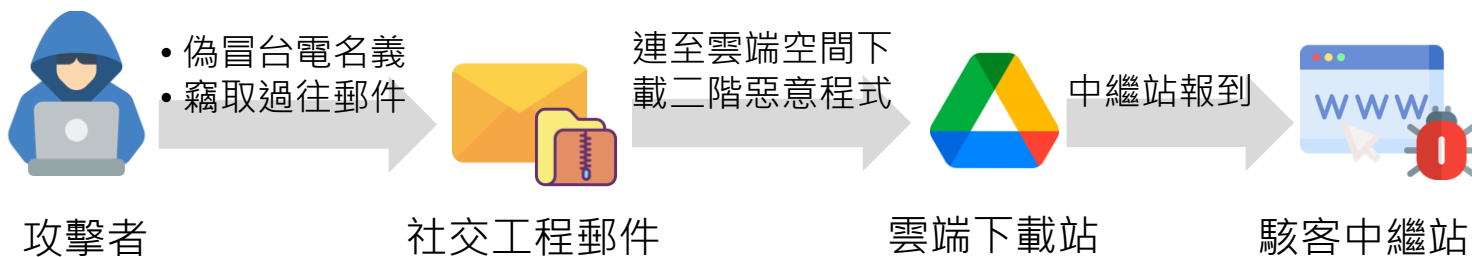 • 偽冒台電名義
• 竊取過往郵件
連至雲端空間下
載二階惡意程式
中繼站報到
WWW
攻擊者
社交工程郵件
雲端下載站
駭客中繼站